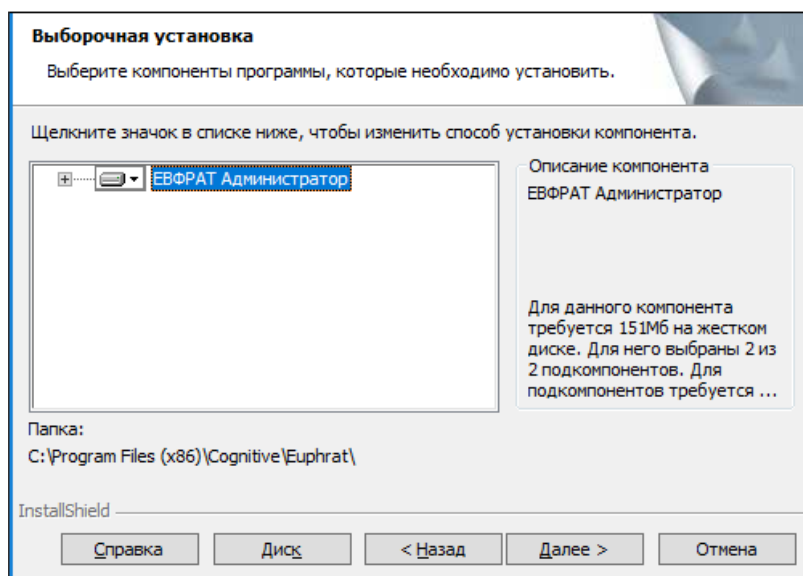 Выборочная установка
Выберите компоненты программы, которые необходимо установить.
Щелкните значок в списке ниже, чтобы изменить способ установки компонента.
ЕВФРАТ Администратор
Описание компонента
ЕВФРАТ Администратор
Для данного компонента
требуется 151Мб на жестком
диске. Для него выбраны 2 из
2 подкомпонентов. Для
подкомпонентов требуется ...
Папка:
C:\Program Files (x86)\Cognitive\Euphrat\
InstallShield
Справка
Диск
< Назад
Далее >
Отмена